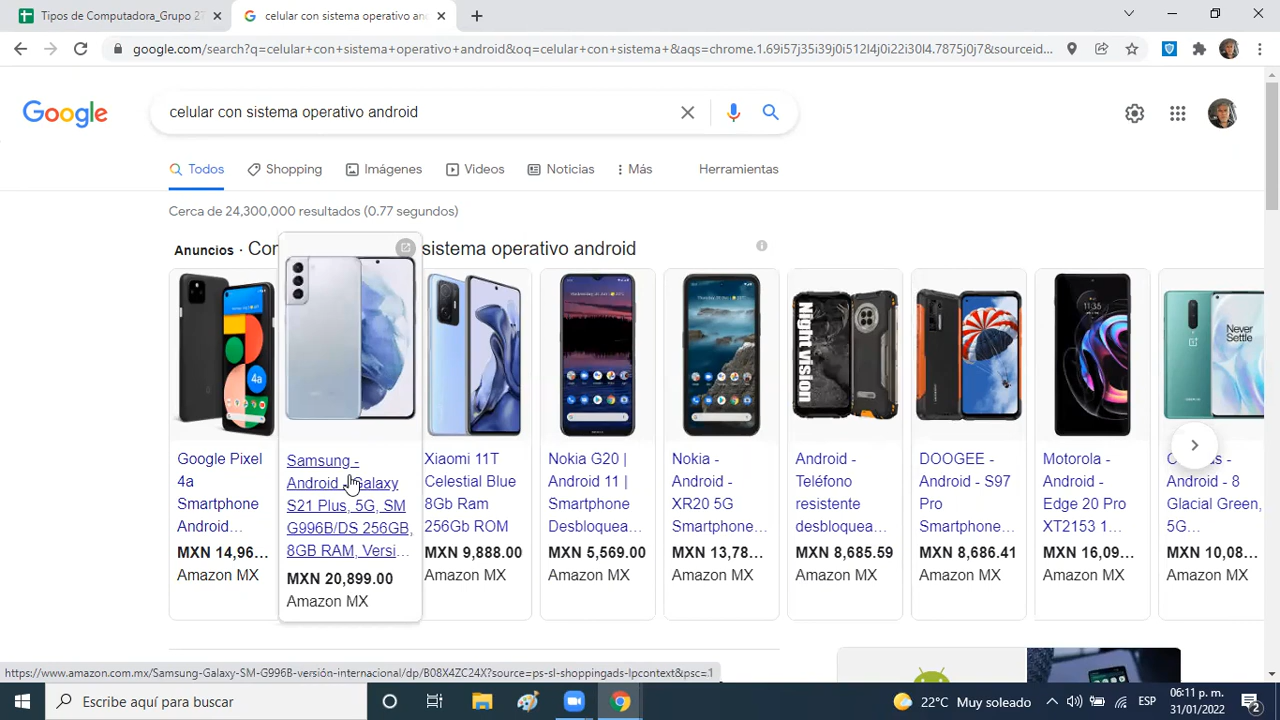 Tipos de Computadora_Grupo 27
celular con sistema operativo and
google.com/search?q=celular+con+sistema+operativo+android&oq=celular+con+sistema+&aqs=chrome.1.69i57j35i39j0i512l4j0i22i30l4.7875j0j7&sourceid...
Google
celular con sistema operativo android
Todos
Shopping
Imágenes
Videos
Noticias
Más
Herramientas
Cerca de 24,300,000 resultados (0.77 segundos)
Anuncios · Con sistema operativo android
4a
Night vision
11:35
Never Settle
Google Pixel
4a
Smartphone
Android...
MXN 14,96...
Amazon MX
Samsung -
Android - Galaxy
S21 Plus, 5G, SM
G996B/DS 256GB,
8GB RAM, Versi...
MXN 20,899.00
Amazon MX
Xiaomi 11T
Celestial Blue
8Gb Ram
256Gb ROM
MXN 9,888.00
Amazon MX
Nokia G20 |
Android 11 |
Smartphone
Desbloquea...
MXN 5,569.00
Amazon MX
Nokia -
Android -
XR20 5G
Smartphone...
MXN 13,78...
Amazon MX
Android -
Teléfono
resistente
desbloquea...
MXN 8,685.59
Amazon MX
DOOGEE -
Android - S97
Pro
Smartphone...
MXN 8,686.41
Amazon MX
Motorola -
Android -
Edge 20 Pro
XT2153 1...
MXN 16,09...
Amazon MX
Android - 8
Glacial Green,
5G...
MXN 10,08...
Amazon MX
https://www.amazon.com.mx/Samsung-Galaxy-SM-G996B-versión-internacional/dp/B08X4ZC24X?source=ps-sl-shoppingads-lpcontext&psc=1
Escribe aquí para buscar
22°C Muy soleado
ESP
06:11 p. m.
31/01/2022
2